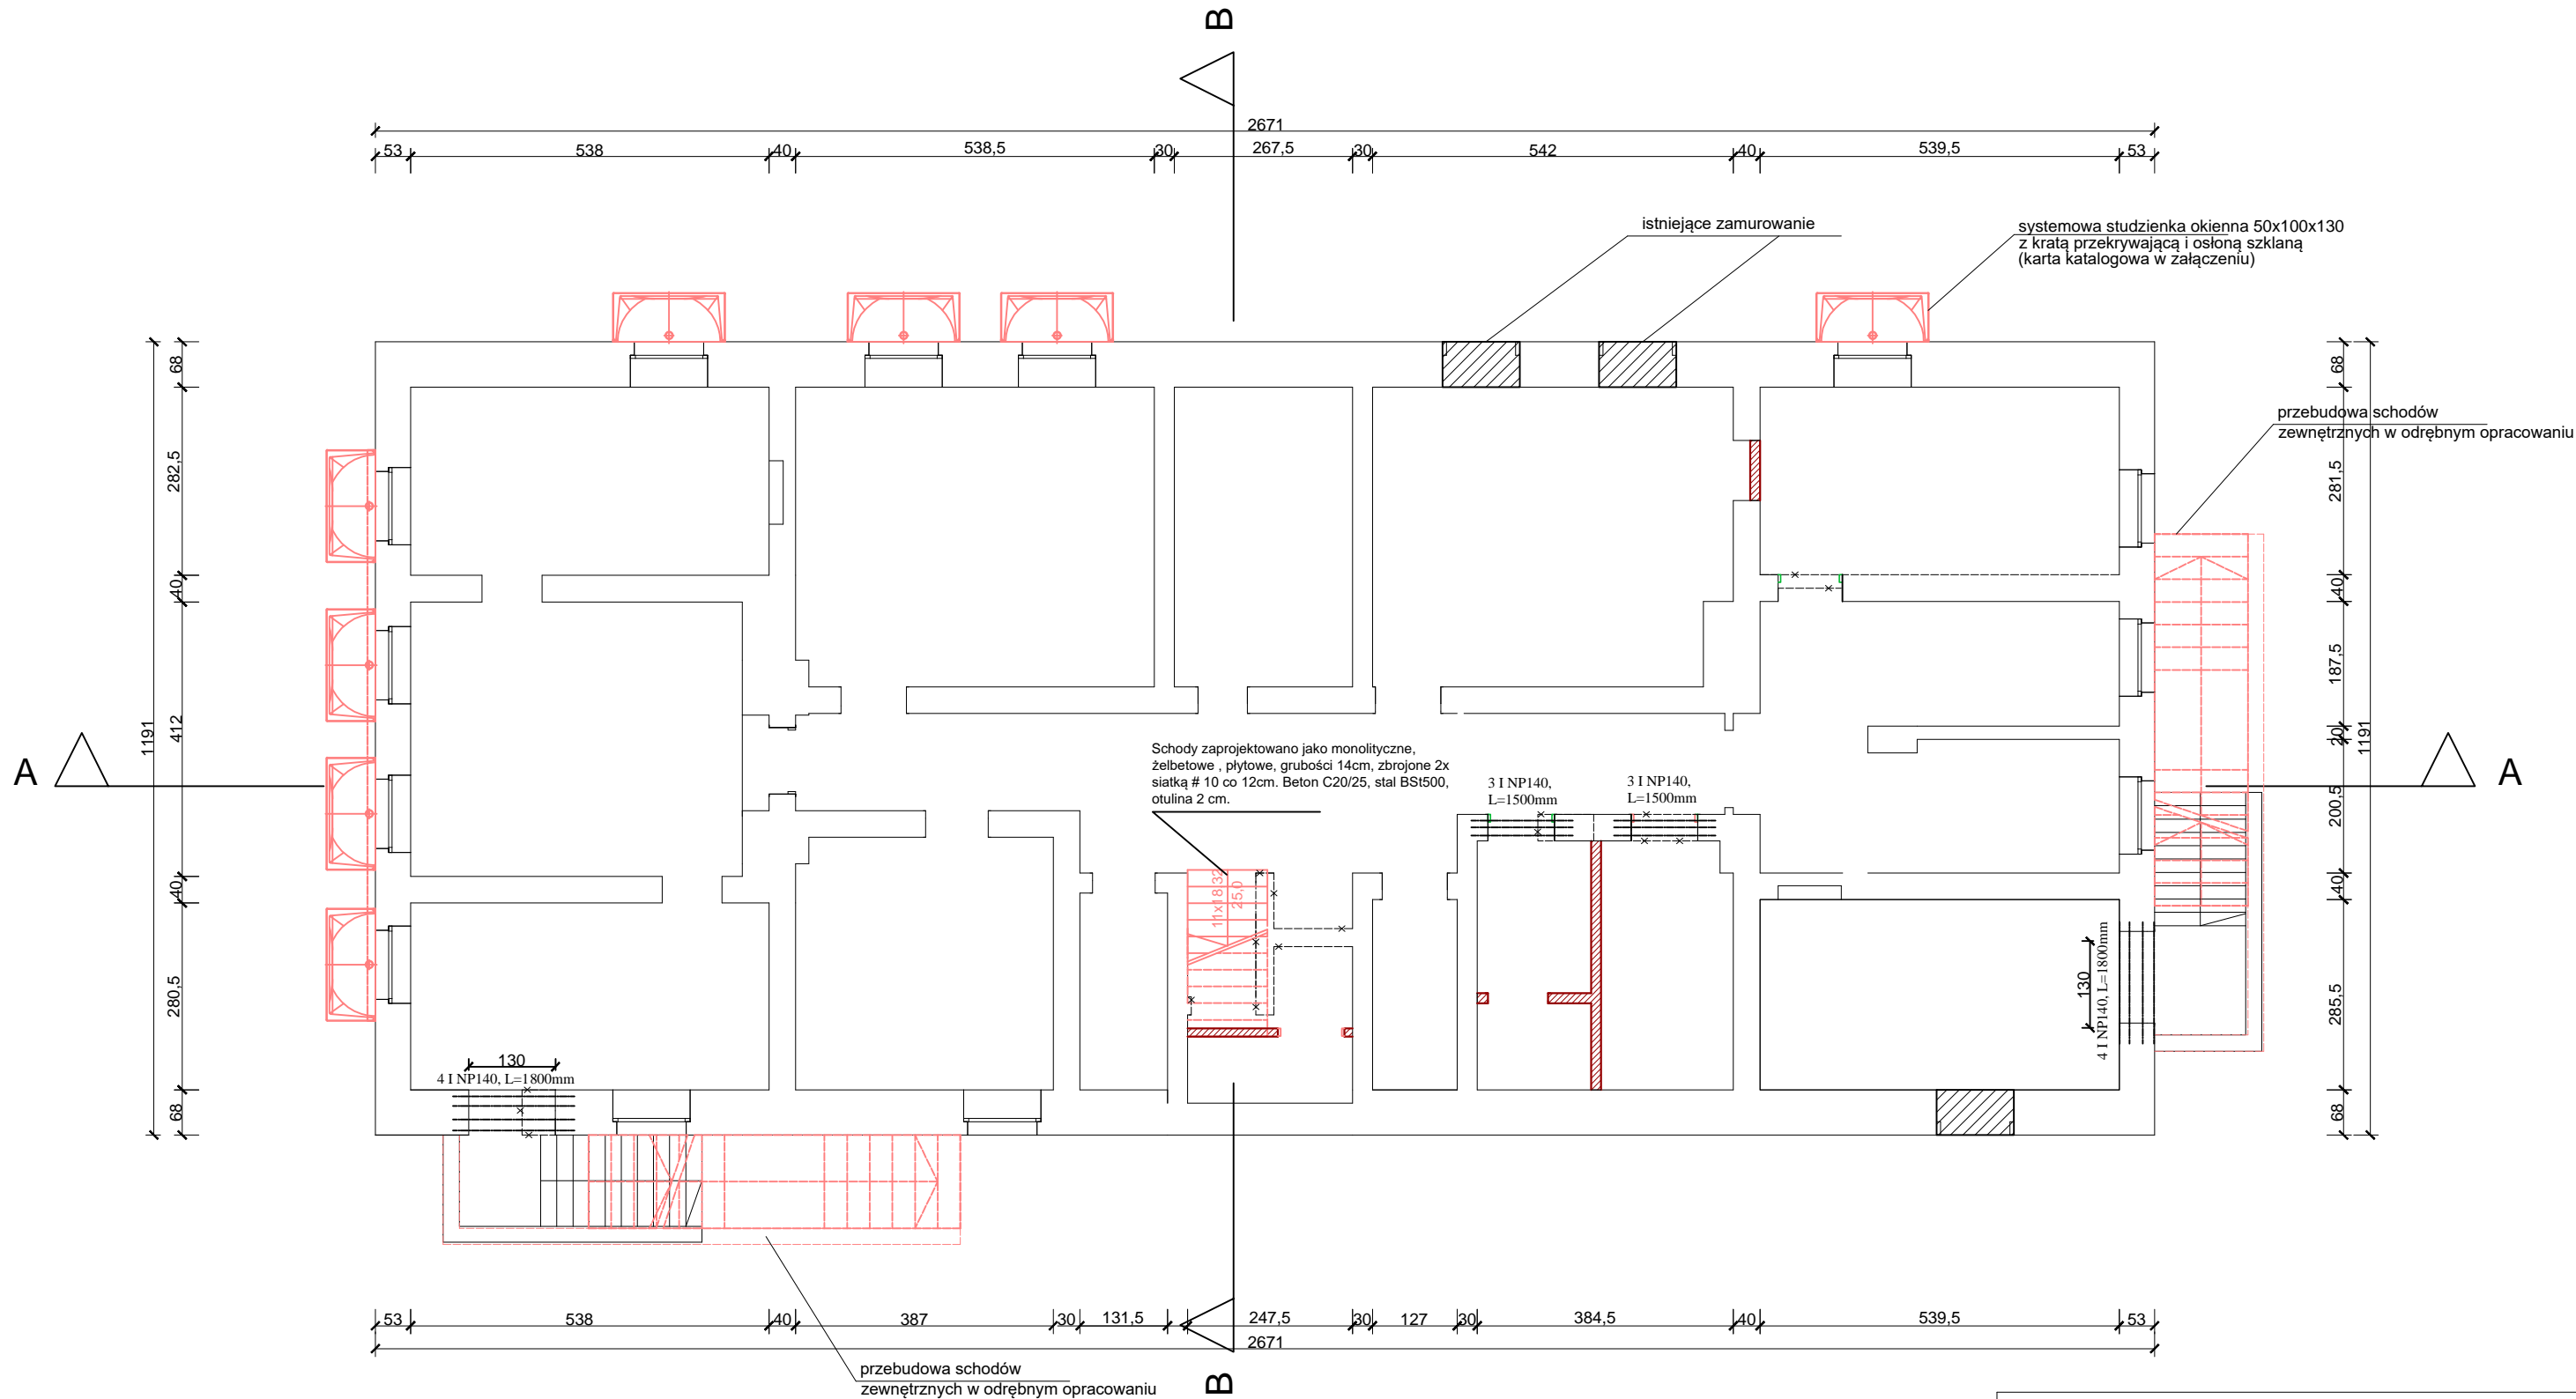 B
2671
53
538
40
538,5
30
267,5
30
542
40
539,5
53
istniejące zamurowanie
systemowa studzienka okienna 50x100x130
z kratą przekrywającą i osłoną szklaną
(karta katalogowa w załączeniu)
przebudowa schodów
zewnętrznych w odrębnym opracowaniu
68
282,5
40
412
1191
40
280,5
68
68
281,5
40
187,5
20
1191
200,5
40
285,5
68
A
A
Schody zaprojektowano jako monolityczne,
żelbetowe , płytowe, grubości 14cm, zbrojone 2x
siatką # 10 co 12cm. Beton C20/25, stal BSt500,
otulina 2 cm.
3 I NP140,
L=1500mm
3 I NP140,
L=1500mm
11x18,32
25,0
130
4 I NP140, L=1800mm
130
4 I NP140, L=1800mm
53
538
40
387
30
131,5
247,5
30
127
30
384,5
40
539,5
53
2671
przebudowa schodów
zewnętrznych w odrębnym opracowaniu
B